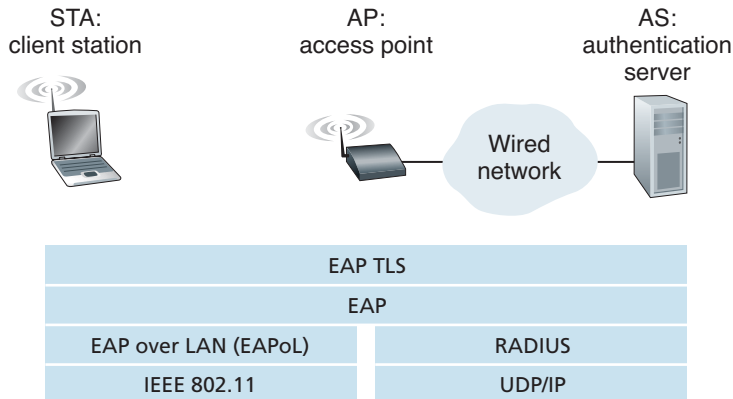 STA:
client station
AP:
access point
AS:
authentication
server
Wired
network
EAP TLS
EAP
EAP over LAN (EAPoL)
RADIUS
IEEE 802.11
UDP/IP